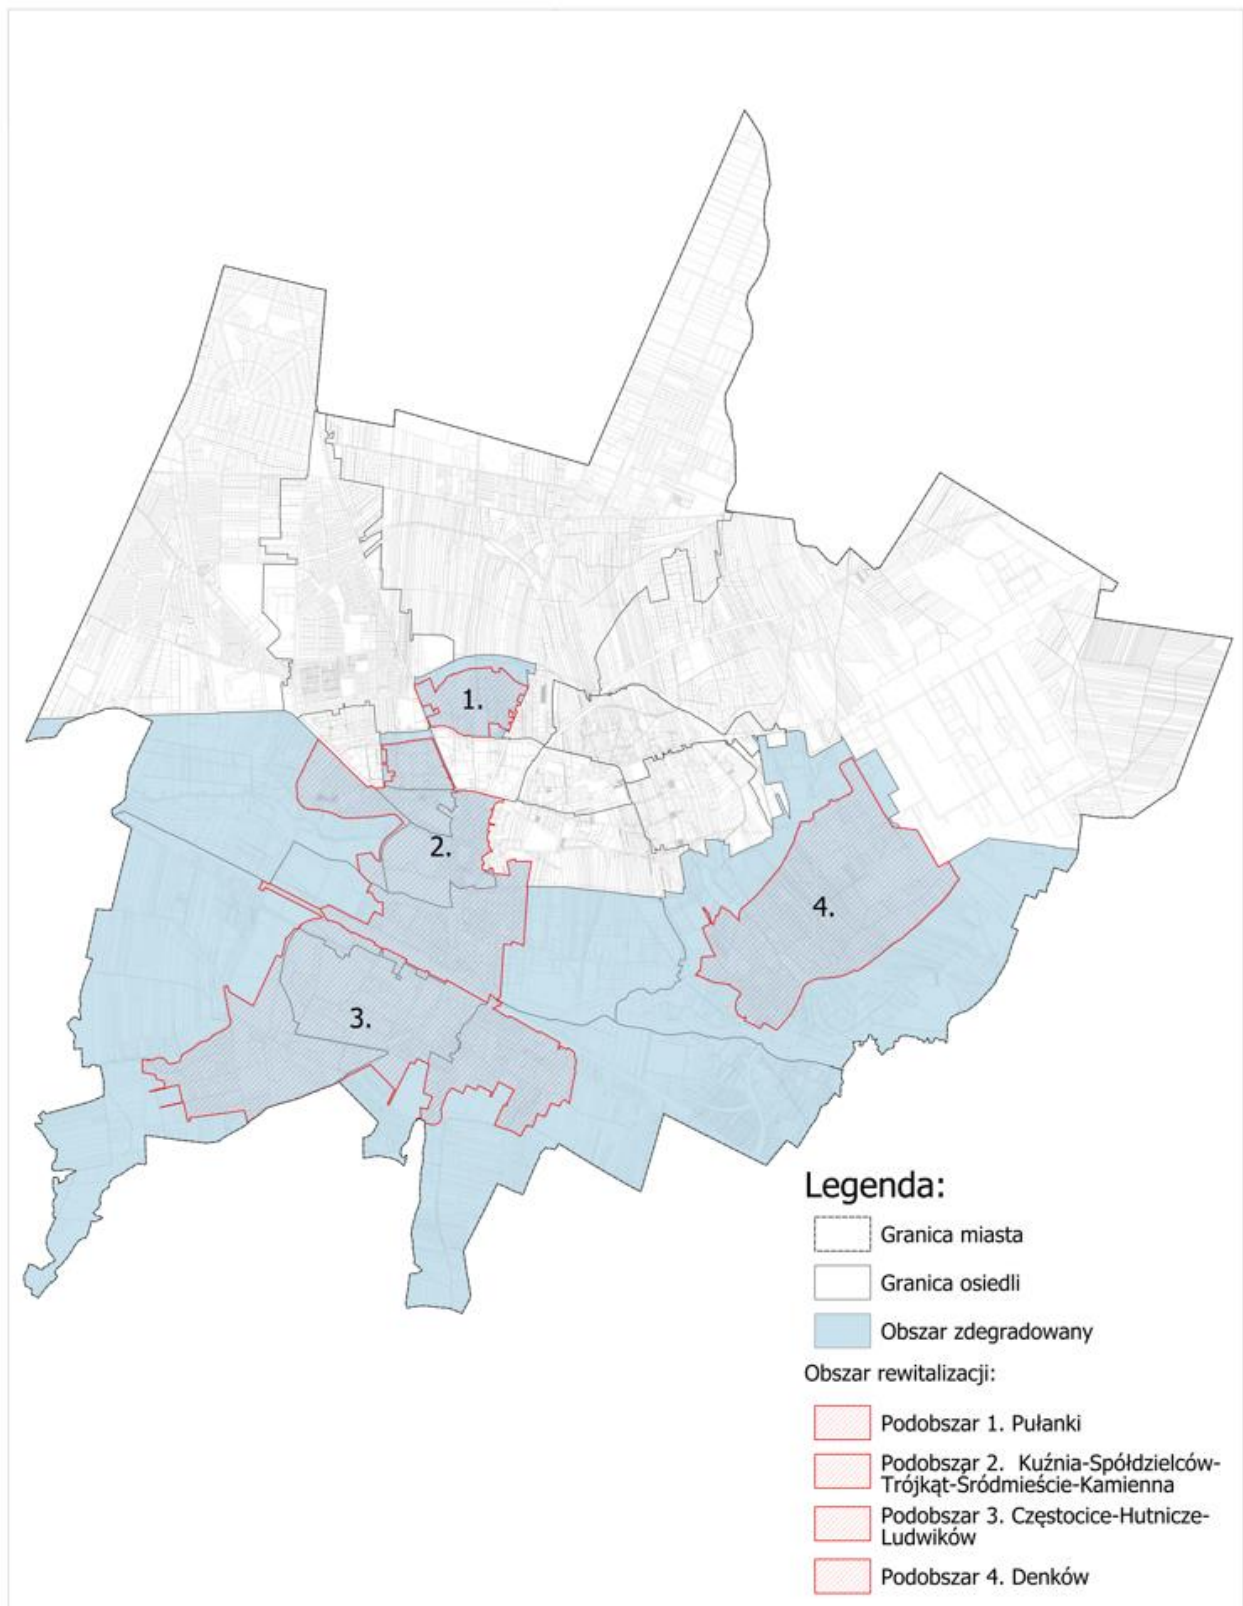 1.
2.
4.
3.
Legenda:
Granica miasta
Granica osiedli
Obszar zdegradowany
Obszar rewitalizacji:
Podobszar 1. Pułanki
Podobszar 2. Kuźnia-Spółdzielców-
Trójkąt-Śródmieście-Kamienna
Podobszar 3. Częstocice-Hutnicze-
Ludwików
Podobszar 4. Denków